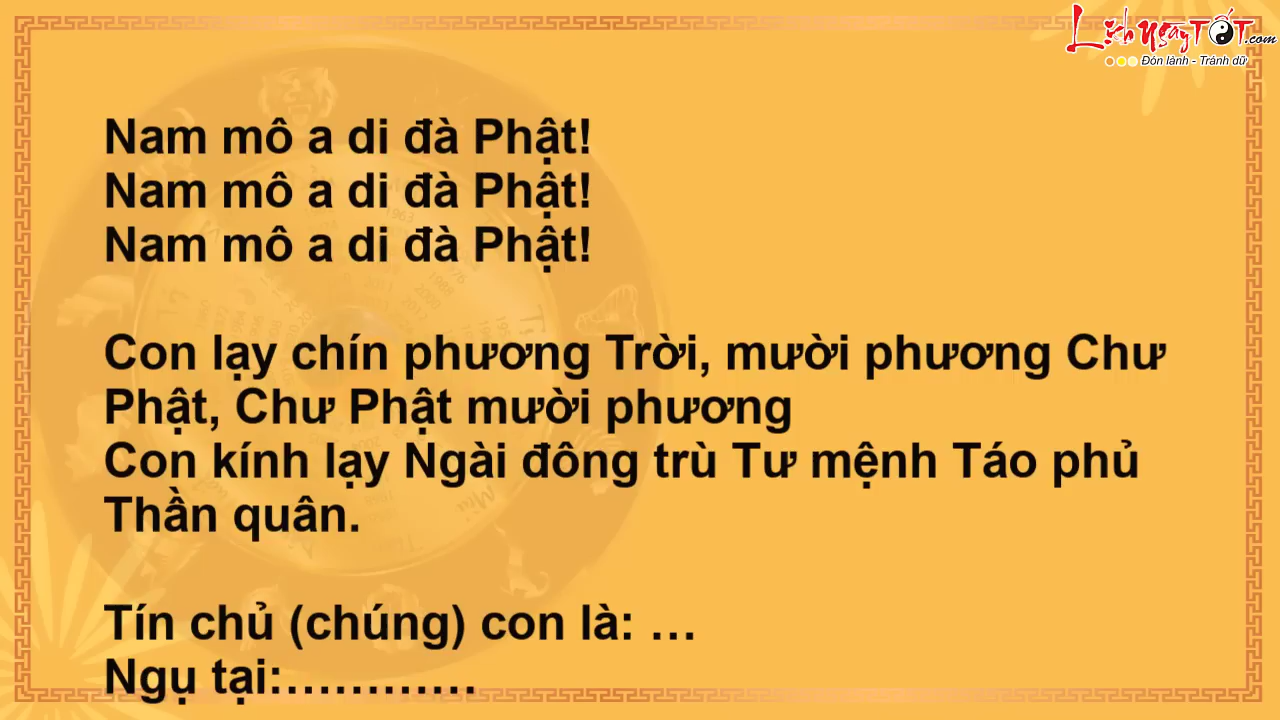 Lịch Ngày TỐT.com
Đón lành - Tránh dữ
Nam mô a di đà Phật!
Nam mô a di đà Phật!
Nam mô a di đà Phật!
Con lạy chín phương Trời, mười phương Chư
Phật, Chư Phật mười phương
Con kính lạy Ngài đông trù Tư mệnh Táo phủ
Thần quân.
Tín chủ (chúng) con là: …
Ngụ tại:…………